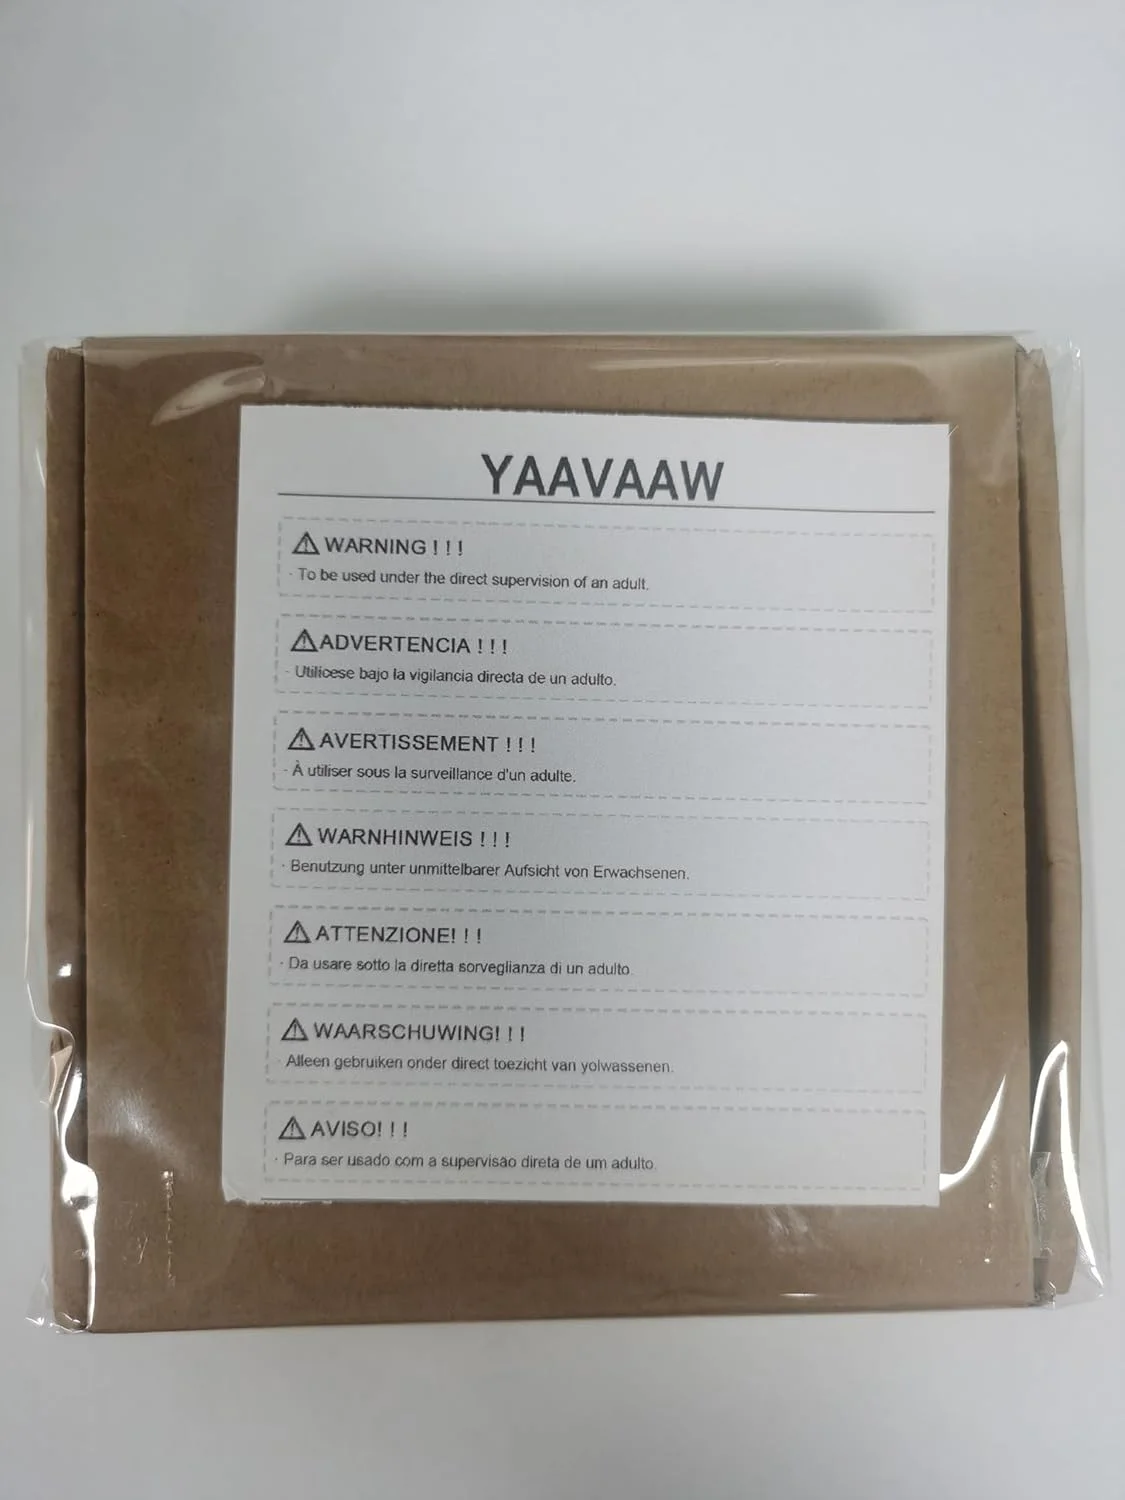 YAAVAAW
⚠ WARNING ! ! !
· To be used under the direct supervision of an adult.
⚠ ADVERTENCIA ! ! !
· Utilícese bajo la vigilancia directa de un adulto.
⚠ AVERTISSEMENT ! ! !
· À utiliser sous la surveillance d'un adulte.
⚠ WARNHINWEIS ! ! !
· Benutzung unter unmittelbarer Aufsicht von Erwachsenen.
⚠ ATTENZIONE! ! !
· Da usare sotto la diretta sorveglianza di un adulto.
⚠ WAARSCHUWING! ! !
· Alleen gebruiken onder direct toezicht van yolwassenen.
⚠ AVISO! ! !
· Para ser usado com a supervisão direta de um adulto.